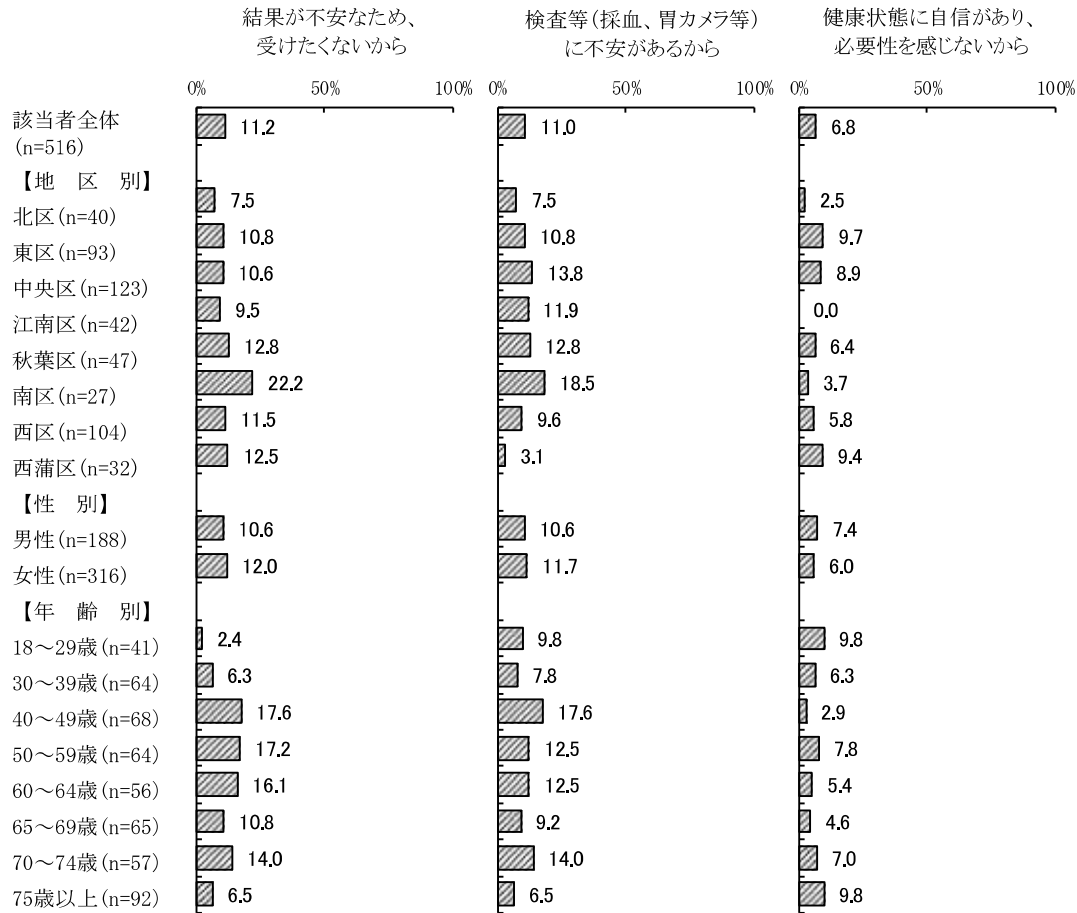 結果が不安なため、
受けたくないから
検査等(採血、胃カメラ等)
に不安があるから
健康状態に自信があり、
必要性を感じないから
0% 50% 100% 0% 50% 100% 0% 50% 100%
該当者全体
(n=516) 11.2 11.0 6.8
【地 区 別】
北区(n=40) 7.5 7.5 2.5
東区(n=93) 10.8 10.8 9.7
中央区(n=123) 10.6 13.8 8.9
江南区(n=42) 9.5 11.9 0.0
秋葉区(n=47) 12.8 12.8 6.4
南区(n=27) 22.2 18.5 3.7
西区(n=104) 11.5 9.6 5.8
西蒲区(n=32) 12.5 3.1 9.4
【性 別】
男性(n=188) 10.6 10.6 7.4
女性(n=316) 12.0 11.7 6.0
【年 齢 別】
18~29歳(n=41) 2.4 9.8 9.8
30~39歳(n=64) 6.3 7.8 6.3
40~49歳(n=68) 17.6 17.6 2.9
50~59歳(n=64) 17.2 12.5 7.8
60~64歳(n=56) 16.1 12.5 5.4
65~69歳(n=65) 10.8 9.2 4.6
70~74歳(n=57) 14.0 14.0 7.0
75歳以上(n=92) 6.5 6.5 9.8